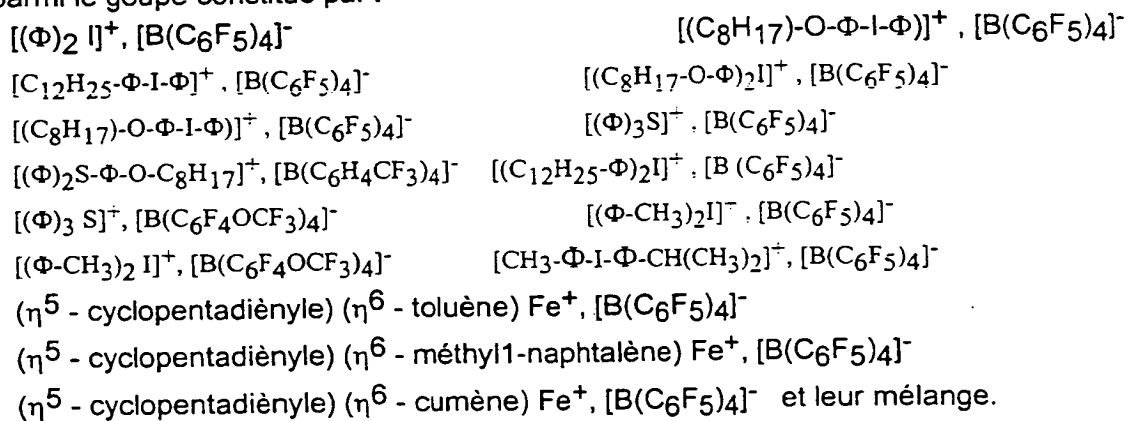 parmi le goupe constitué par :
[(Φ)2 I]+, [B(C6F5)4]- [(C8H17)-O-Φ-I-Φ)]+ , [B(C6F5)4]-
[C12H25-Φ-I-Φ]+ , [B(C6F5)4]- [(C8H17-O-Φ)2I]+ , [B(C6F5)4]-
[(C8H17)-O-Φ-I-Φ)]+ , [B(C6F5)4]- [(Φ)3S]+ , [B(C6F5)4]-
[(Φ)2S-Φ-O-C8H17]+, [B(C6H4CF3)4]- [(C12H25-Φ)2I]+ , [B (C6F5)4]-
[(Φ)3 S]+, [B(C6F4OCF3)4]- [(Φ-CH3)2I]+ , [B(C6F5)4]-
[(Φ-CH3)2 I]+, [B(C6F4OCF3)4]- [CH3-Φ-I-Φ-CH(CH3)2]+, [B(C6F5)4]-
(η5 - cyclopentadiènyle) (η6 - toluène) Fe+, [B(C6F5)4]-
(η5 - cyclopentadiènyle) (η6 - méthyl1-naphtalène) Fe+, [B(C6F5)4]-
(η5 - cyclopentadiènyle) (η6 - cumène) Fe+, [B(C6F5)4]- et leur mélange.